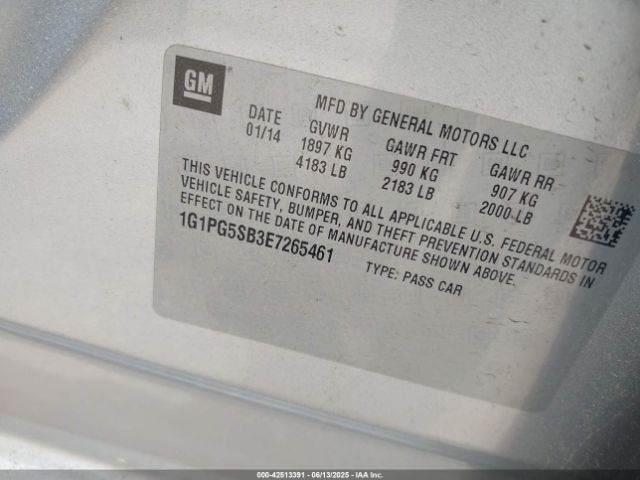 GM
MFD BY GENERAL MOTORS LLC
DATE GVWR GAWR FRT GAWR RR
01/14 1897 KG 990 KG 907 KG
4183 LB 2183 LB 2000 LB
THIS VEHICLE CONFORMS TO ALL APPLICABLE U.S. FEDERAL MOTOR
VEHICLE SAFETY, BUMPER, AND THEFT PREVENTION STANDARDS IN
EFFECT ON THE DATE OF MANUFACTURE SHOWN ABOVE.
1G1PG5SB3E7265461 TYPE: PASS CAR
000-42513391 - 06/13/2025 - IAA Inc.